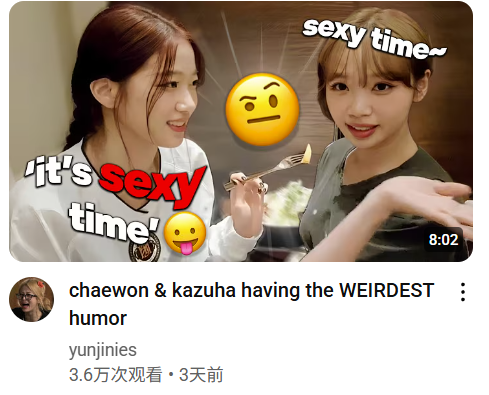 sexy time~
'it's sexy
time'
8:02
chaewon & kazuha having the WEIRDEST
humor
yunjinies
3.6万次观看 • 3天前